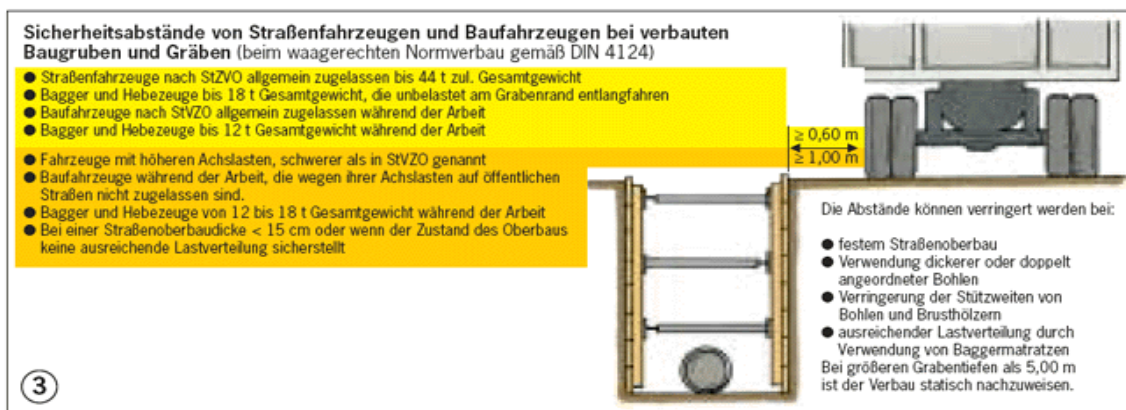 Sicherheitsabstände von Straßenfahrzeugen und Baufahrzeugen bei verbauten
Baugruben und Gräben (beim waagerechten Normverbau gemäß DIN 4124)
● Straßenfahrzeuge nach StZVO allgemein zugelassen bis 44 t zul. Gesamtgewicht
● Bagger und Hebezeuge bis 18 t Gesamtgewicht, die unbelastet am Grabenrand entlangfahren
● Baufahrzeuge nach StVZO allgemein zugelassen während der Arbeit
● Bagger und Hebezeuge bis 12 t Gesamtgewicht während der Arbeit
≥ 0,60 m
≥ 1,00 m
● Fahrzeuge mit höheren Achslasten, schwerer als in StVZO genannt
● Baufahrzeuge während der Arbeit, die wegen ihrer Achslasten auf öffentlichen
Straßen nicht zugelassen sind.
● Bagger und Hebezeuge von 12 bis 18 t Gesamtgewicht während der Arbeit
● Bei einer Straßenoberbaudicke < 15 cm oder wenn der Zustand des Oberbaus
keine ausreichende Lastverteilung sicherstellt
Die Abstände können verringert werden bei:
● festem Straßenoberbau
● Verwendung dickerer oder doppelt
angeordneter Bohlen
● Verringerung der Stützweiten von
Bohlen und Brusthölzern
● ausreichender Lastverteilung durch
Verwendung von Baggermatratzen
Bei größeren Grabentiefen als 5,00 m
ist der Verbau statisch nachzuweisen.
3